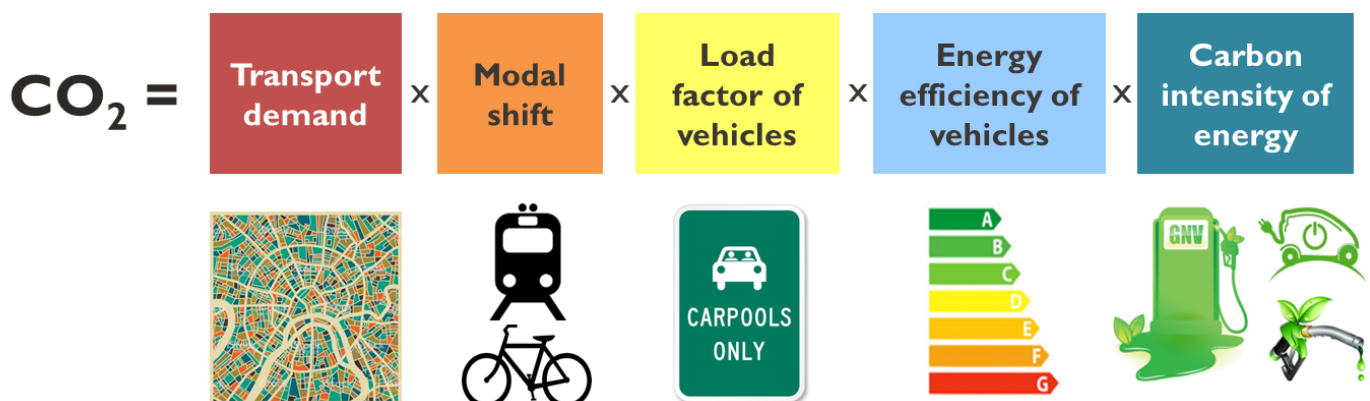 CO₂ =
Transport
demand
x
Modal
shift
x
Load
factor of
vehicles
x
Energy
efficiency of
vehicles
x
Carbon
intensity of
energy
CARPOOLS
ONLY
A
B
C
D
E
F
G
GNV